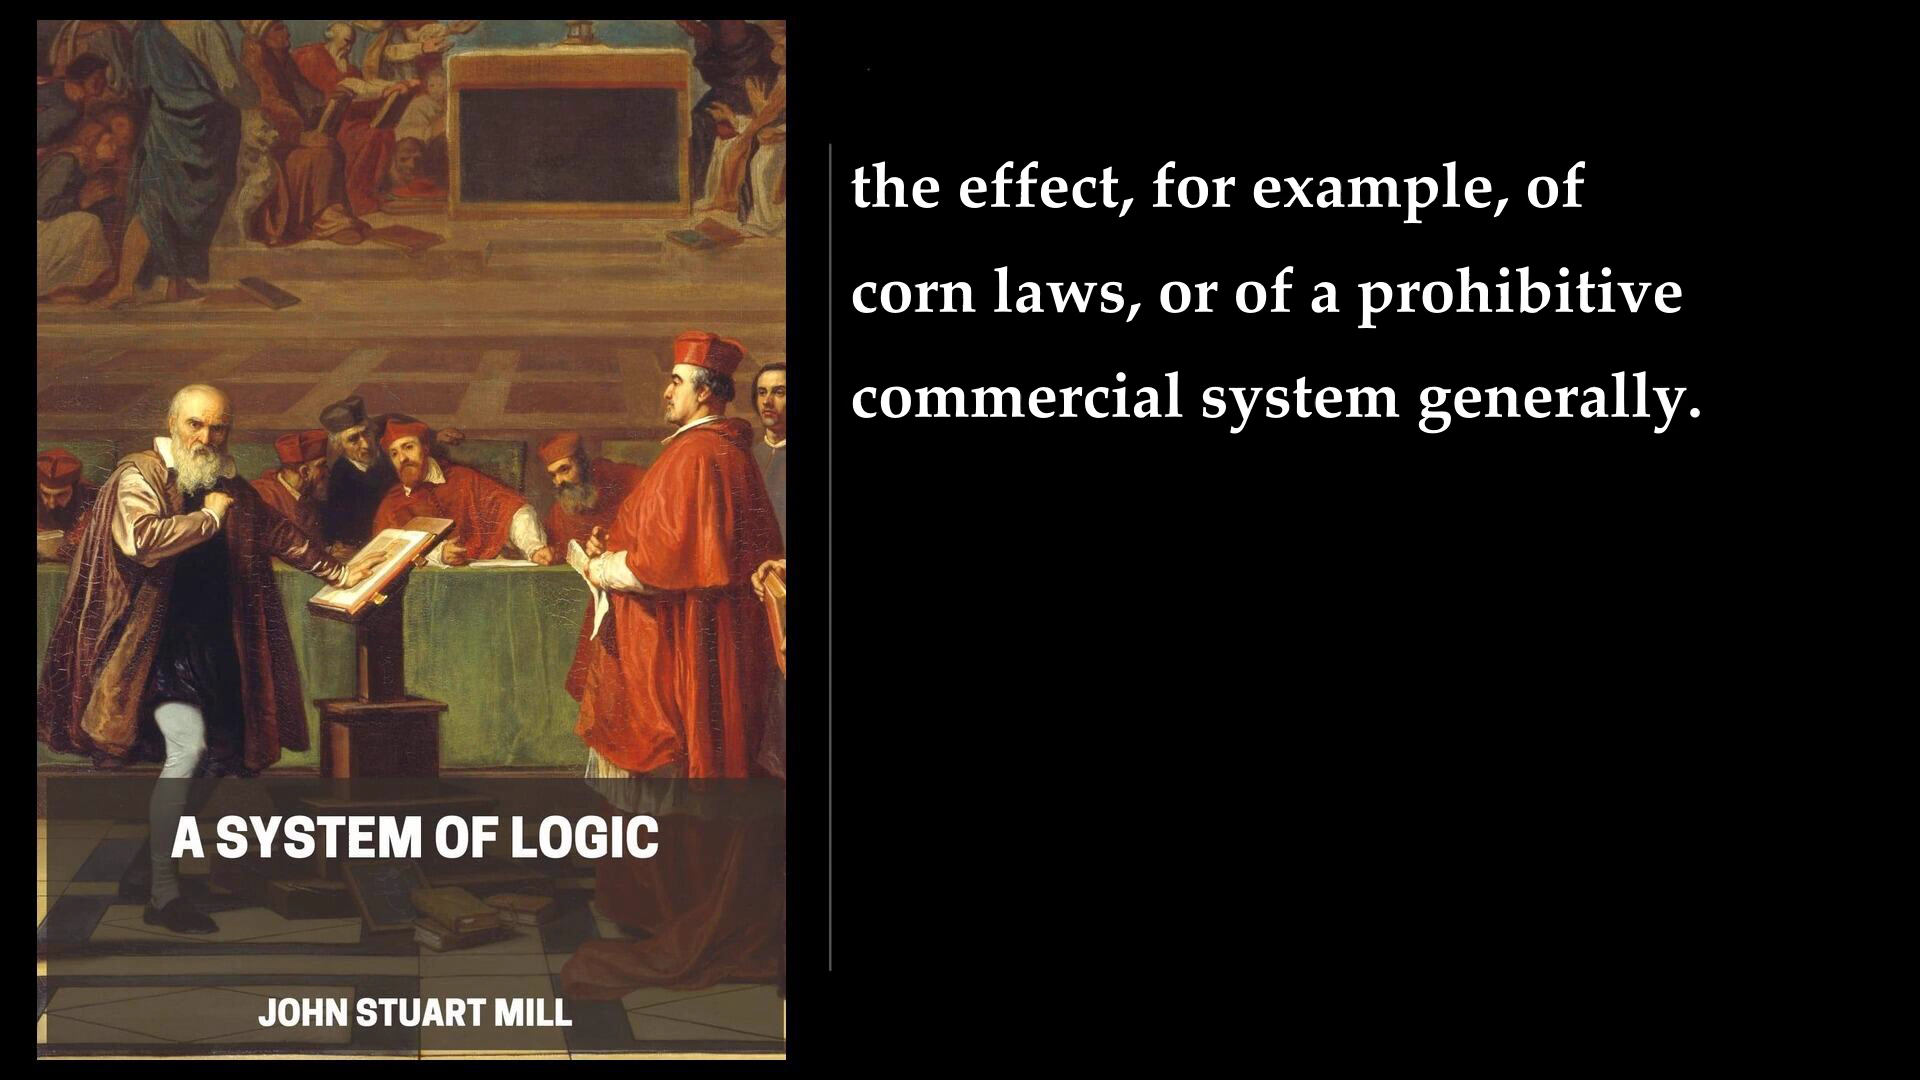 A SYSTEM OF LOGIC
JOHN STUART MILL
the effect, for example, of
corn laws, or of a prohibitive
commercial system generally.